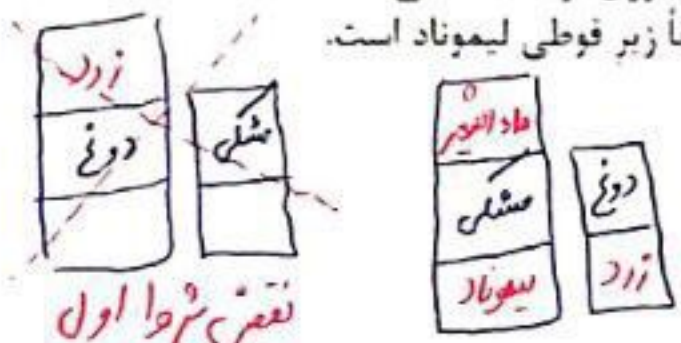 زیر قوطی لیموناد است.
زرد
دوغ
مشکی
نقض شرط اول
ماءالشعیر
مشکی
لیموناد
دوغ
زرد